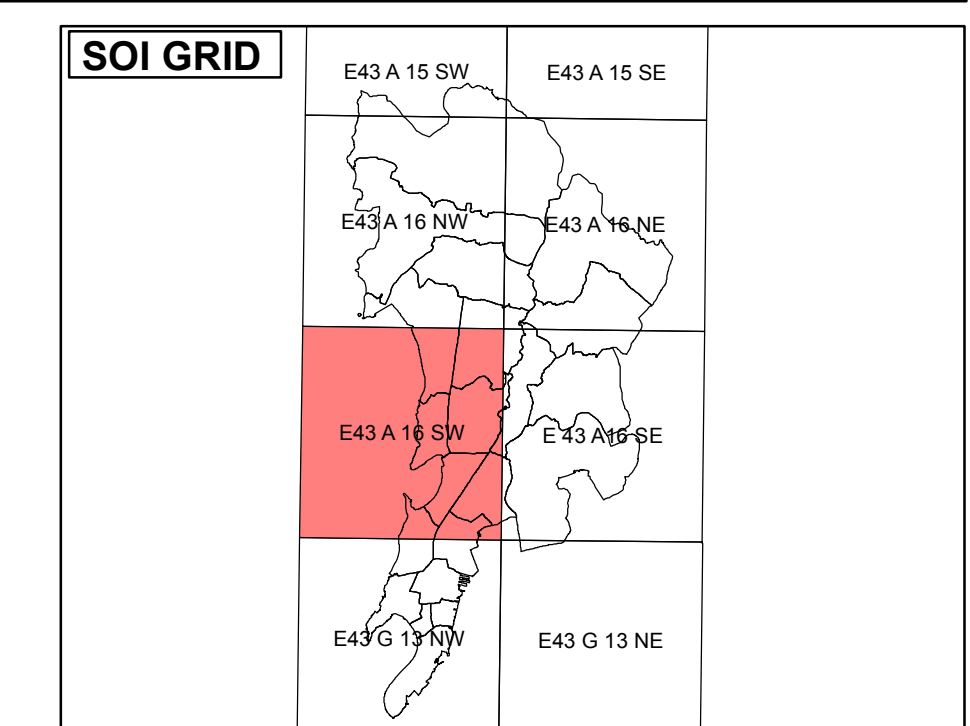 SOI GRID
E43 A 15 SW
E43 A 15 SE
E43 A 16 NW
E43 A 16 NE
E43 A 16 SW
E 43 A16 SE
E43 G 13 NW
E43 G 13 NE